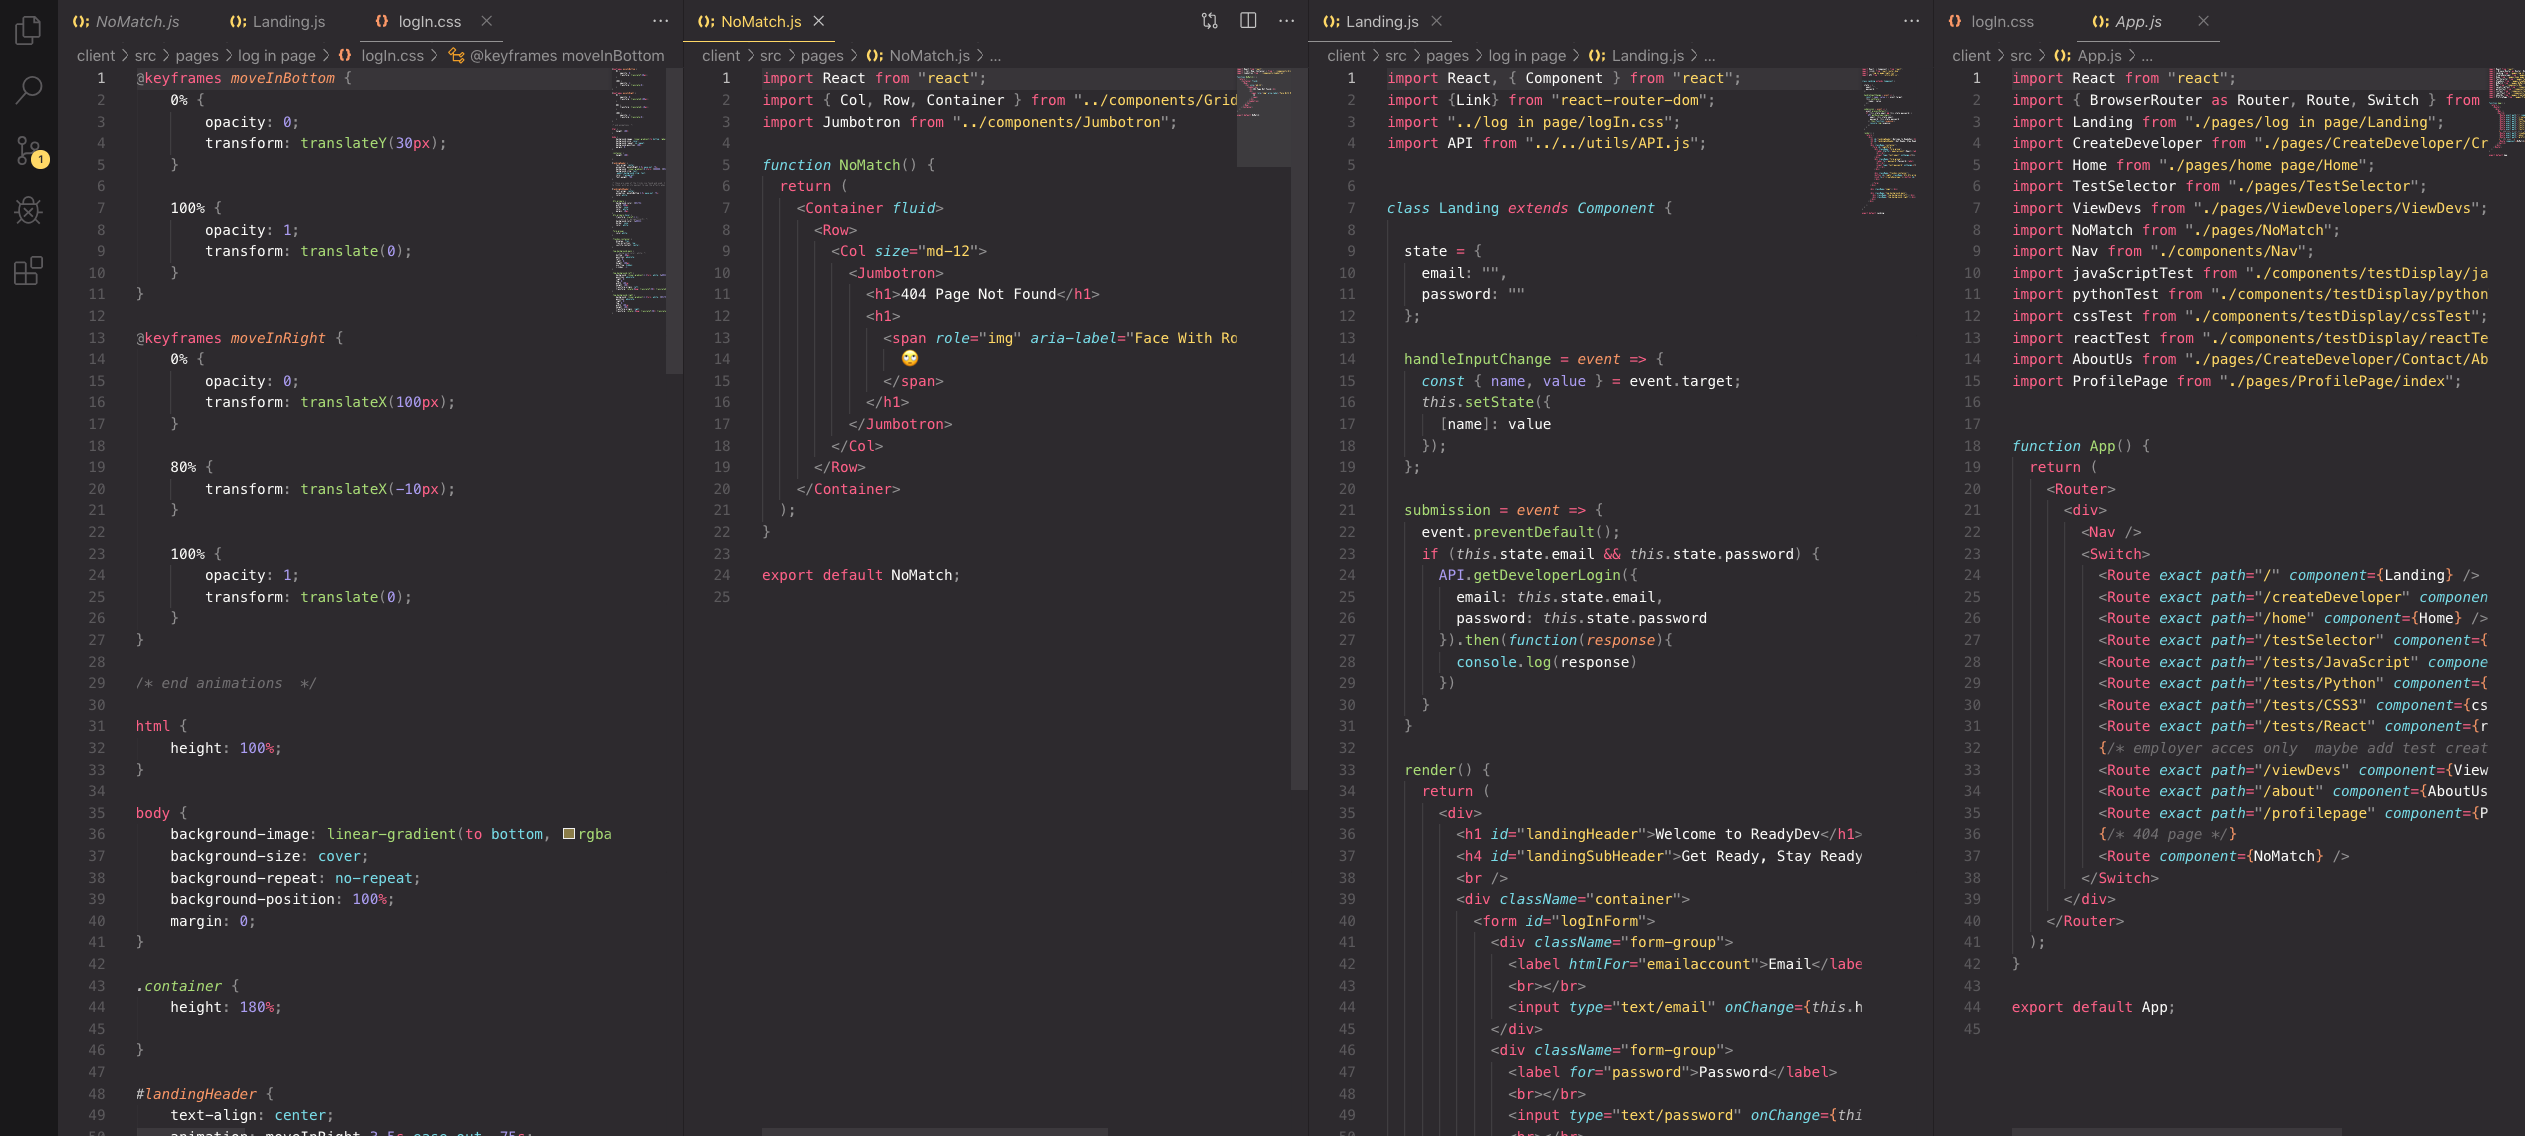 NoMatch.js Landing.js logIn.css
client > src > pages > log in page > logIn.css > @keyframes moveInBottom
1 @keyframes moveInBottom {
2 0% {
3 opacity: 0;
4 transform: translateY(30px);
5 }
6
7 100% {
8 opacity: 1;
9 transform: translate(0);
10 }
11 }
12
13 @keyframes moveInRight {
14 0% {
15 opacity: 0;
16 transform: translateX(100px);
17 }
18
19 80% {
20 transform: translateX(-10px);
21 }
22
23 100% {
24 opacity: 1;
25 transform: translate(0);
26 }
27 }
28
29 /* end animations  */
30
31 html {
32 height: 100%;
33 }
34
35 body {
36 background-image: linear-gradient(to bottom, rgba
37 background-size: cover;
38 background-repeat: no-repeat;
39 background-position: 100%;
40 margin: 0;
41 }
42
43 .container {
44 height: 180%;
45
46 }
47
48 #landingHeader {
49 text-align: center;
50 animation: moveInRight 3.5s ease-out .75s;
1
NoMatch.js
client > src > pages > NoMatch.js > ...
1 import React from "react";
2 import { Col, Row, Container } from "../components/Grid
3 import Jumbotron from "../components/Jumbotron";
4
5 function NoMatch() {
6 return (
7 <Container fluid>
8 <Row>
9 <Col size="md-12">
10 <Jumbotron>
11 <h1>404 Page Not Found</h1>
12 <h1>
13 <span role="img" aria-label="Face With Ro
14 🙄
15 </span>
16 </h1>
17 </Jumbotron>
18 </Col>
19 </Row>
20 </Container>
21 );
22 }
23
24 export default NoMatch;
25
Landing.js
client > src > pages > log in page > Landing.js > ...
1 import React, { Component } from "react";
2 import {Link} from "react-router-dom";
3 import "../log in page/logIn.css";
4 import API from "../../utils/API.js";
5
6
7 class Landing extends Component {
8
9 state = {
10 email: "",
11 password: ""
12 };
13
14 handleInputChange = event => {
15 const { name, value } = event.target;
16 this.setState({
17 [name]: value
18 });
19 };
20
21 submission = event => {
22 event.preventDefault();
23 if (this.state.email && this.state.password) {
24 API.getDeveloperLogin({
25 email: this.state.email,
26 password: this.state.password
27 }).then(function(response){
28 console.log(response)
29 })
30 }
31 }
32
33 render() {
34 return (
35 <div>
36 <h1 id="landingHeader">Welcome to ReadyDev</h1>
37 <h4 id="landingSubHeader">Get Ready, Stay Ready
38 <br />
39 <div className="container">
40 <form id="logInForm">
41 <div className="form-group">
42 <label htmlFor="emailaccount">Email</labe
43 <br></br>
44 <input type="text/email" onChange={this.h
45 </div>
46 <div className="form-group">
47 <label for="password">Password</label>
48 <br></br>
49 <input type="text/password" onChange={thi
50 <br></br>
logIn.css App.js
client > src > App.js > ...
1 import React from "react";
2 import { BrowserRouter as Router, Route, Switch } from
3 import Landing from "./pages/log in page/Landing";
4 import CreateDeveloper from "./pages/CreateDeveloper/Cr
5 import Home from "./pages/home page/Home";
6 import TestSelector from "./pages/TestSelector";
7 import ViewDevs from "./pages/ViewDevelopers/ViewDevs";
8 import NoMatch from "./pages/NoMatch";
9 import Nav from "./components/Nav";
10 import javaScriptTest from "./components/testDisplay/ja
11 import pythonTest from "./components/testDisplay/python
12 import cssTest from "./components/testDisplay/cssTest";
13 import reactTest from "./components/testDisplay/reactTe
14 import AboutUs from "./pages/CreateDeveloper/Contact/Ab
15 import ProfilePage from "./pages/ProfilePage/index";
16
17
18 function App() {
19 return (
20 <Router>
21 <div>
22 <Nav />
23 <Switch>
24 <Route exact path="/" component={Landing} />
25 <Route exact path="/createDeveloper" componen
26 <Route exact path="/home" component={Home} />
27 <Route exact path="/testSelector" component={
28 <Route exact path="/tests/JavaScript" compone
29 <Route exact path="/tests/Python" component={
30 <Route exact path="/tests/CSS3" component={cs
31 <Route exact path="/tests/React" component={r
32 {/* employer acces only  maybe add test creat
33 <Route exact path="/viewDevs" component={View
34 <Route exact path="/about" component={AboutUs
35 <Route exact path="/profilepage" component={P
36 {/* 404 page */}
37 <Route component={NoMatch} />
38 </Switch>
39 </div>
40 </Router>
41 );
42 }
43
44 export default App;
45